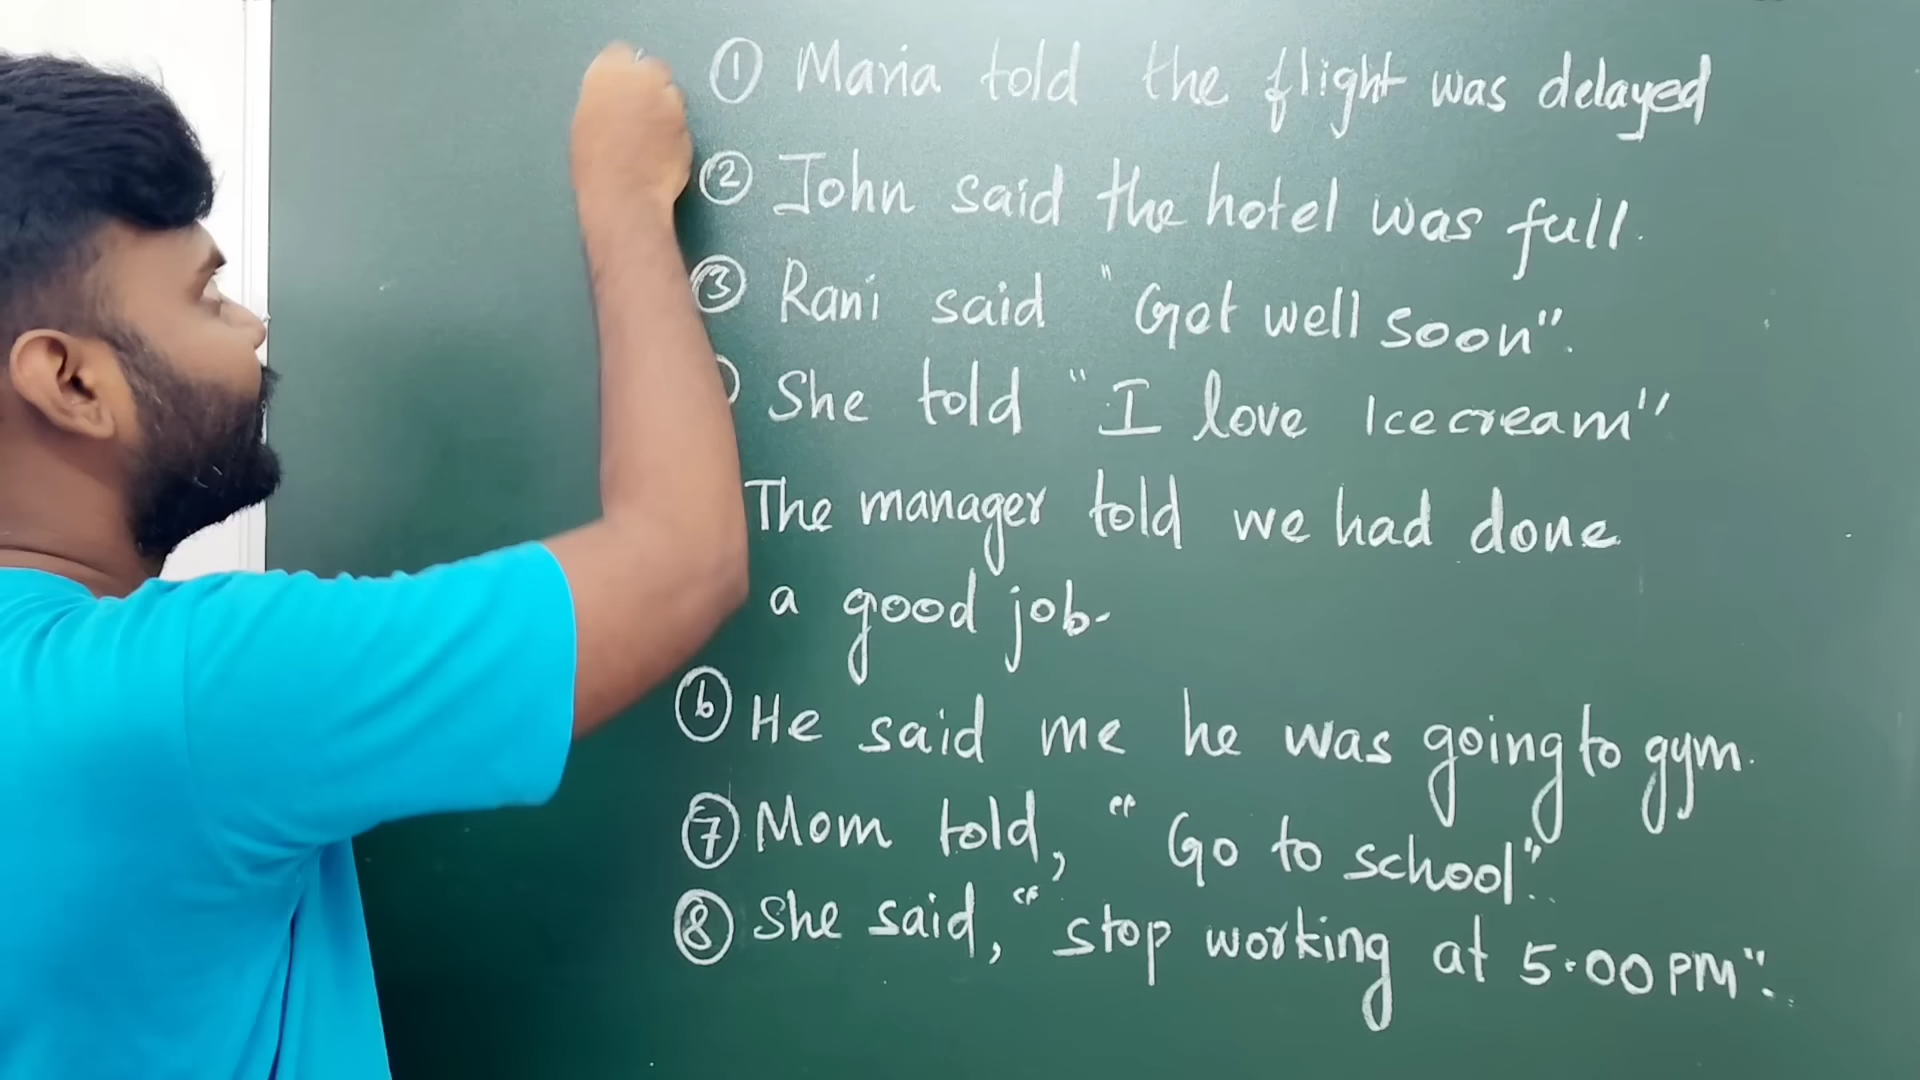 ① Maria told the flight was delayed
② John said the hotel was full.
③ Rani said "Get well soon".
She told "I love Icecream"
The manager told we had done
a good job.
⑥ He said me he was going to gym.
⑦ Mom told, "Go to school".
⑧ She said, "stop working at 5.00 PM".